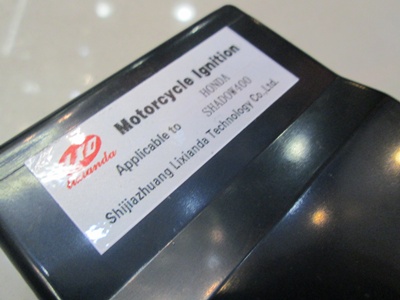 Motorcycle Ignition
Applicable to HONDA
SHADOW400
Shijiazhuang Lixianda Technology Co.,Ltd.